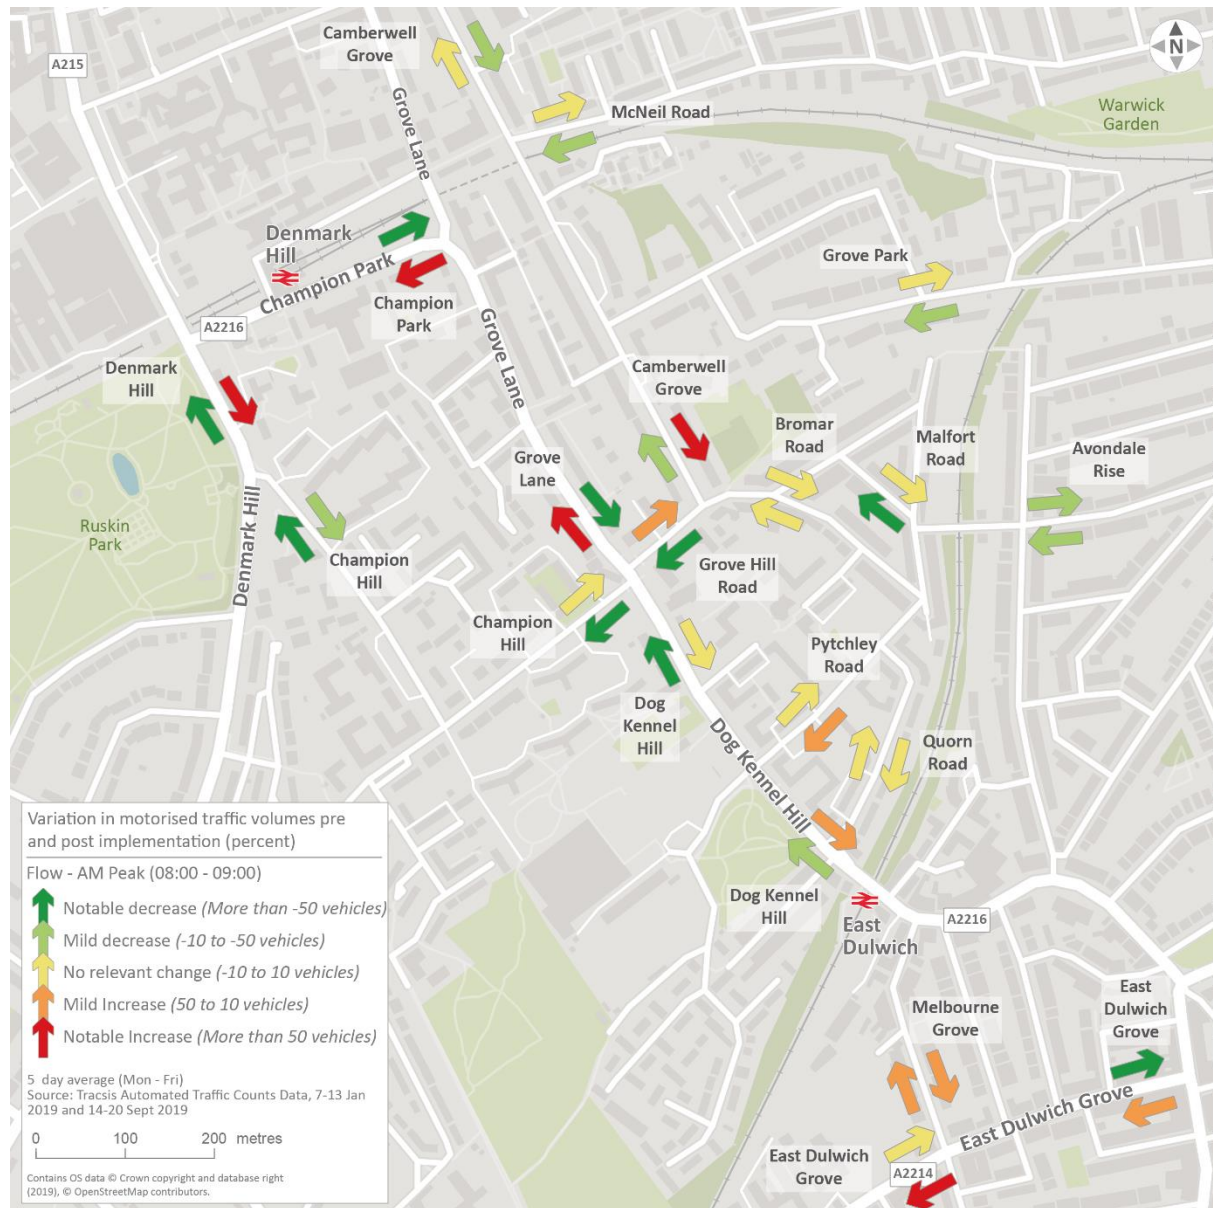 Camberwell
Grove
A215
N
Grove Lane
McNeil Road
Warwick
Garden
Denmark
Hill
Champion Park
Champion
Park
Grove Park
A2216
Grove Lane
Denmark
Hill
Camberwell
Grove
Bromar
Road
Malfort
Road
Avondale
Rise
Grove
Lane
Ruskin
Park
Denmark Hill
Champion
Hill
Grove Hill
Road
Champion
Hill
Pytchley
Road
Dog
Kennel
Hill
Dog Kennel Hill
Quorn
Road
Dog Kennel
Hill
East
Dulwich
A2216
Melbourne
Grove
East
Dulwich
Grove
East Dulwich Grove
East Dulwich
Grove
A2214
Variation in motorised traffic volumes pre
and post implementation (percent)
Flow - AM Peak (08:00 - 09:00)
Notable decrease (More than -50 vehicles)
Mild decrease (-10 to -50 vehicles)
No relevant change (-10 to 10 vehicles)
Mild Increase (50 to 10 vehicles)
Notable Increase (More than 50 vehicles)
5 day average (Mon - Fri)
Source: Tracsis Automated Traffic Counts Data, 7-13 Jan
2019 and 14-20 Sept 2019
0 100 200 metres
Contains OS data © Crown copyright and database right
(2019), © OpenStreetMap contributors.